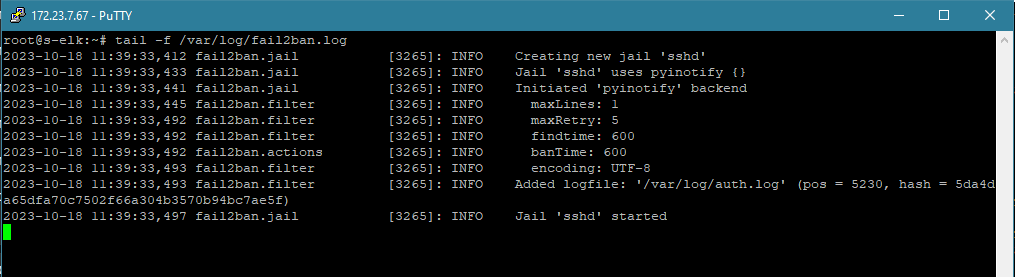 172.23.7.67 - PuTTY
root@s-elk:~# tail -f /var/log/fail2ban.log
2023-10-18 11:39:33,412 fail2ban.jail           [3265]: INFO    Creating new jail 'sshd'
2023-10-18 11:39:33,433 fail2ban.jail           [3265]: INFO    Jail 'sshd' uses pyinotify {}
2023-10-18 11:39:33,441 fail2ban.jail           [3265]: INFO    Initiated 'pyinotify' backend
2023-10-18 11:39:33,445 fail2ban.filter         [3265]: INFO      maxLines: 1
2023-10-18 11:39:33,492 fail2ban.filter         [3265]: INFO      maxRetry: 5
2023-10-18 11:39:33,492 fail2ban.filter         [3265]: INFO      findtime: 600
2023-10-18 11:39:33,492 fail2ban.actions        [3265]: INFO      banTime: 600
2023-10-18 11:39:33,493 fail2ban.filter         [3265]: INFO      encoding: UTF-8
2023-10-18 11:39:33,493 fail2ban.filter         [3265]: INFO    Added logfile: '/var/log/auth.log' (pos = 5230, hash = 5da4d
a65dfa70c7502f66a304b3570b94bc7ae5f)
2023-10-18 11:39:33,497 fail2ban.jail           [3265]: INFO    Jail 'sshd' started